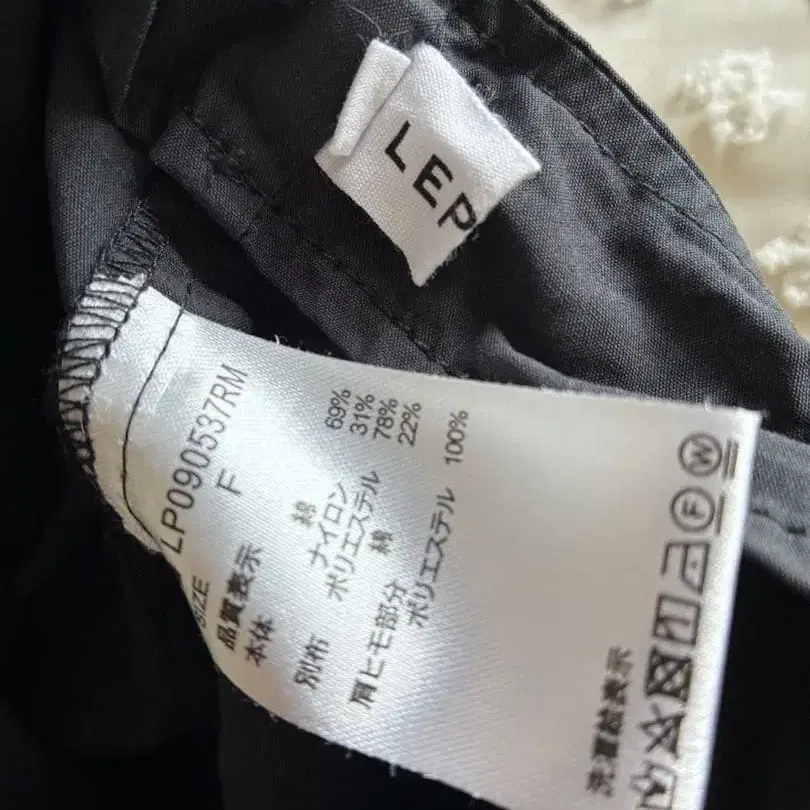 LEP
LP090537RM
SIZE F
品質表示
本体 綿 69%
ナイロン 31%
別布 ポリエステル 78%
綿 22%
肩ヒモ部分
ポリエステル 100%
洗濯絵表示
F
W